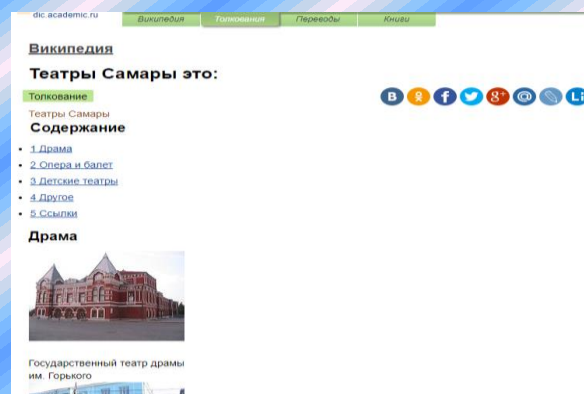 dic.academic.ru
Википедия Толкования Переводы Книги
Википедия
Театры Самары это:
Толкование
Театры Самары
Содержание
1 Драма
2 Опера и балет
3 Детские театры
4 Другое
5 Ссылки
Драма
Государственный театр драмы
им. Горького